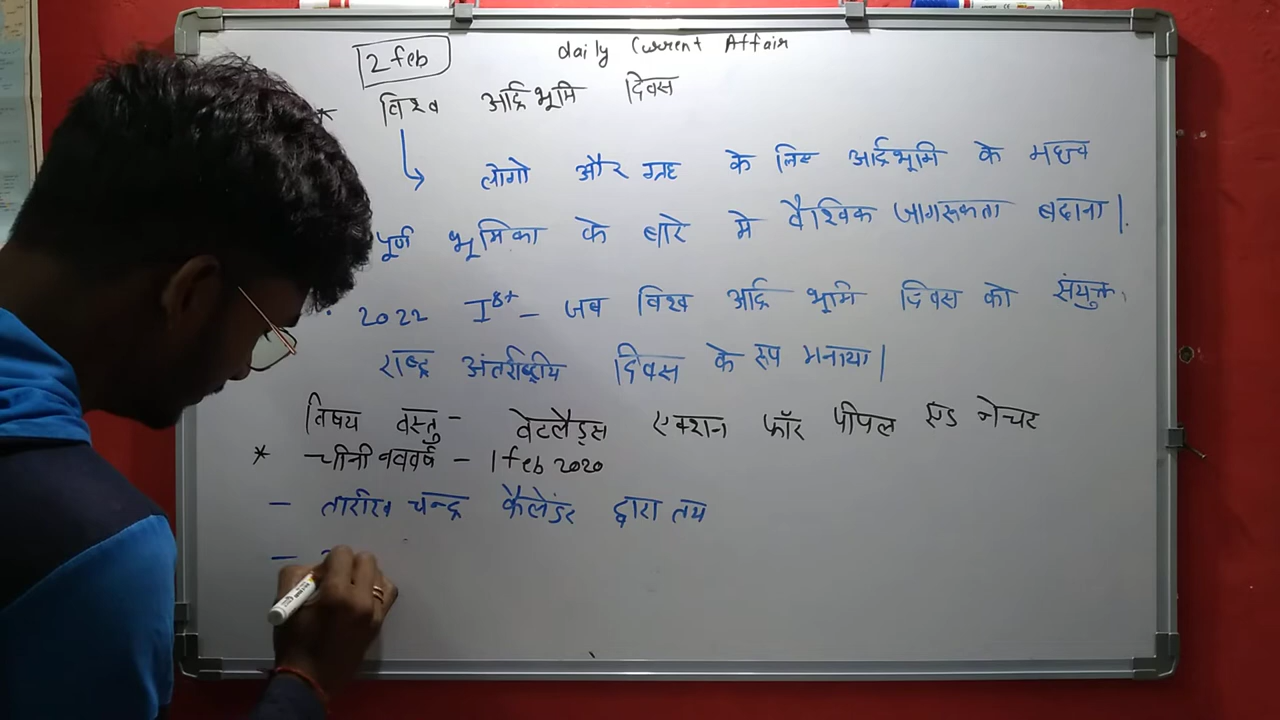 daily Current Affair
2 feb
* विश्व आर्द्रभूमि दिवस
लोगो और ग्रह के लिए आर्द्रभूमि के महत्व
पूर्ण भूमिका के बारे मे वैश्विक जागरूकता बढाना |
2022 Ist - जब विश्व आर्द्र भूमि दिवस को संयुक्त
राष्ट्र अंतर्राष्ट्रीय दिवस के रूप मनाया |
विषय वस्तु - वेटलैड्स एक्शन फॉर पीपल एंड नेचर
* चीनी नववर्ष - 1 feb 2020
- तारीख चन्द्र कैलेंडर द्वारा तय
-